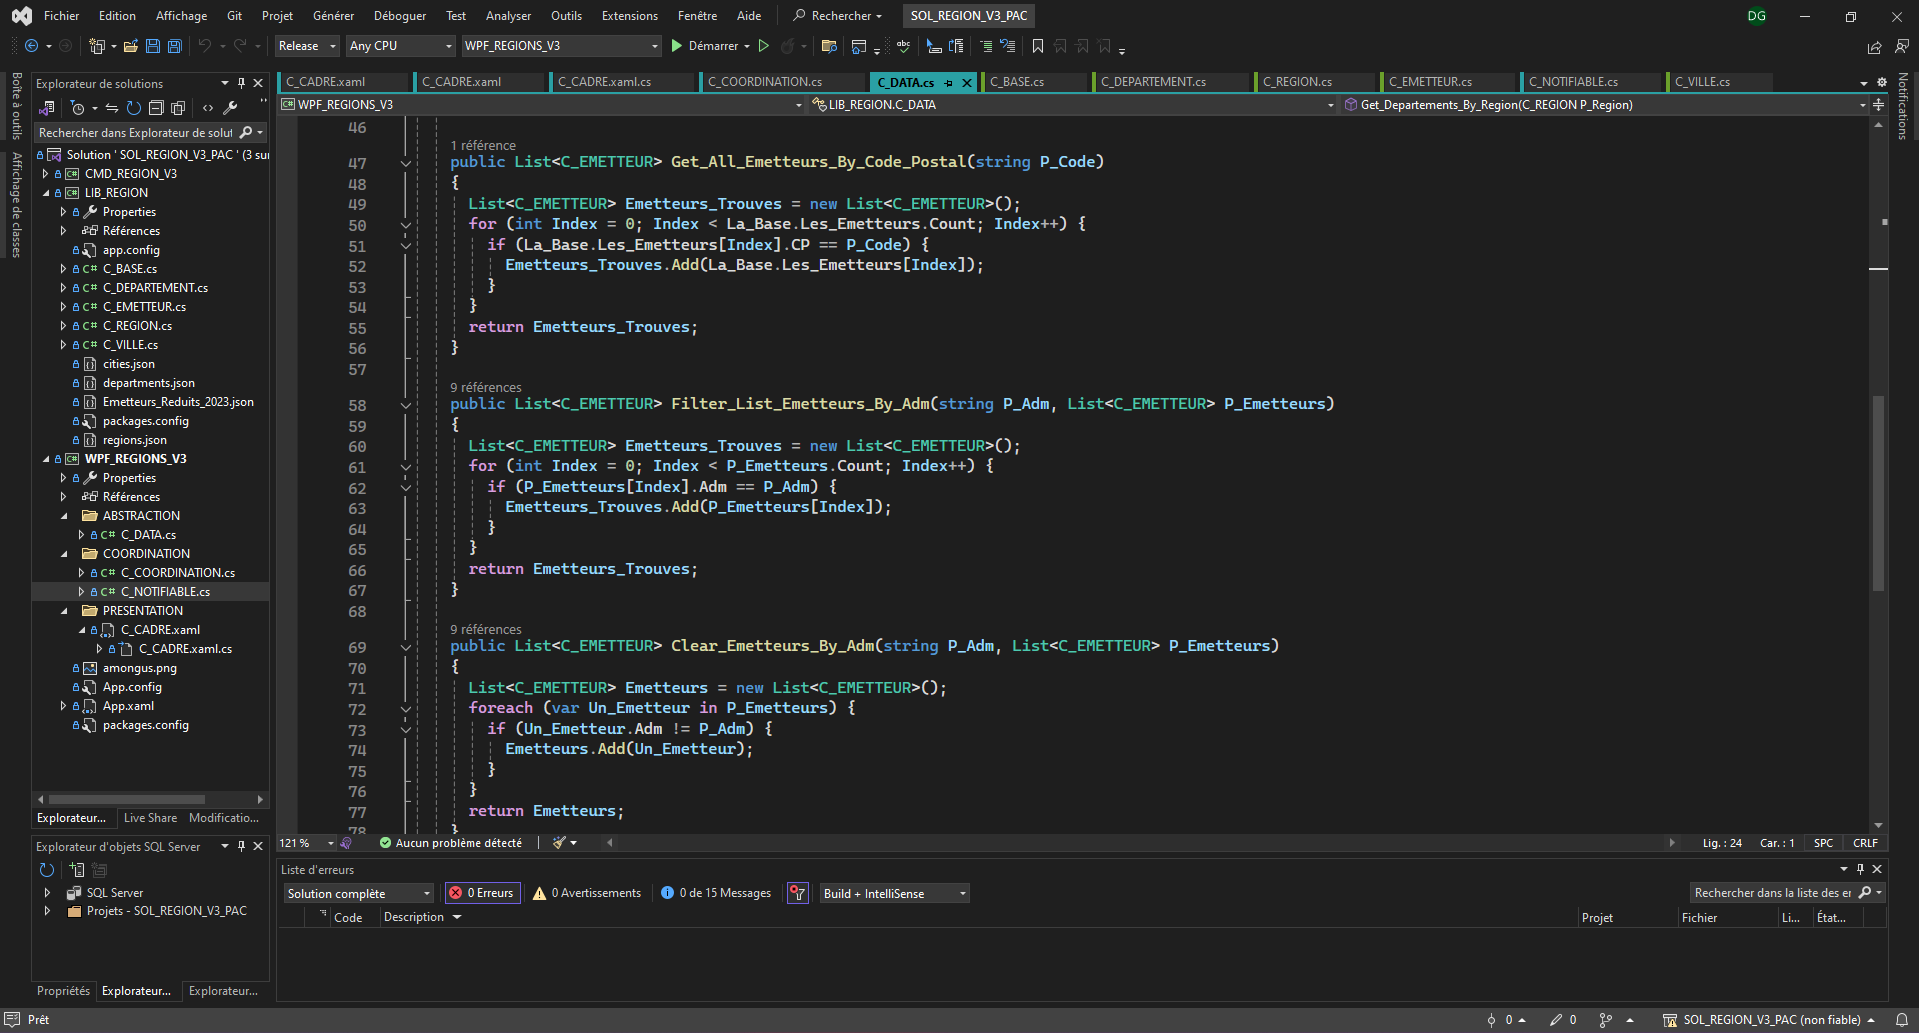 Fichier Edition Affichage Git Projet Générer Déboguer Test Analyser Outils Extensions Fenêtre Aide Rechercher SOL_REGION_V3_PAC DG
Release Any CPU WPF_REGIONS_V3 Démarrer
Boîte à outils
Affichage de classes
Notifications
Explorateur de solutions
Rechercher dans Explorateur de solut
Solution ' SOL_REGION_V3_PAC ' (3 sur
CMD_REGION_V3
LIB_REGION
Properties
Références
app.config
C# C_BASE.cs
C# C_DEPARTEMENT.cs
C# C_EMETTEUR.cs
C# C_REGION.cs
C# C_VILLE.cs
cities.json
departments.json
Emetteurs_Reduits_2023.json
packages.config
regions.json
WPF_REGIONS_V3
Properties
Références
ABSTRACTION
C# C_DATA.cs
COORDINATION
C# C_COORDINATION.cs
C# C_NOTIFIABLE.cs
PRESENTATION
C_CADRE.xaml
C_CADRE.xaml.cs
amongus.png
App.config
App.xaml
packages.config
Explorateur... Live Share Modificatio...
Explorateur d'objets SQL Server
SQL Server
Projets - SOL_REGION_V3_PAC
Propriétés Explorateur... Explorateur...
C_CADRE.xaml C_CADRE.xaml C_CADRE.xaml.cs C_COORDINATION.cs C_DATA.cs C_BASE.cs C_DEPARTEMENT.cs C_REGION.cs C_EMETTEUR.cs C_NOTIFIABLE.cs C_VILLE.cs
WPF_REGIONS_V3 LIB_REGION.C_DATA Get_Departements_By_Region(C_REGION P_Region)
46
1 référence
47 public List<C_EMETTEUR> Get_All_Emetteurs_By_Code_Postal(string P_Code)
48 {
49 List<C_EMETTEUR> Emetteurs_Trouves = new List<C_EMETTEUR>();
50 for (int Index = 0; Index < La_Base.Les_Emetteurs.Count; Index++) {
51 if (La_Base.Les_Emetteurs[Index].CP == P_Code) {
52 Emetteurs_Trouves.Add(La_Base.Les_Emetteurs[Index]);
53 }
54 }
55 return Emetteurs_Trouves;
56 }
57
9 références
58 public List<C_EMETTEUR> Filter_List_Emetteurs_By_Adm(string P_Adm, List<C_EMETTEUR> P_Emetteurs)
59 {
60 List<C_EMETTEUR> Emetteurs_Trouves = new List<C_EMETTEUR>();
61 for (int Index = 0; Index < P_Emetteurs.Count; Index++) {
62 if (P_Emetteurs[Index].Adm == P_Adm) {
63 Emetteurs_Trouves.Add(P_Emetteurs[Index]);
64 }
65 }
66 return Emetteurs_Trouves;
67 }
68
9 références
69 public List<C_EMETTEUR> Clear_Emetteurs_By_Adm(string P_Adm, List<C_EMETTEUR> P_Emetteurs)
70 {
71 List<C_EMETTEUR> Emetteurs = new List<C_EMETTEUR>();
72 foreach (var Un_Emetteur in P_Emetteurs) {
73 if (Un_Emetteur.Adm != P_Adm) {
74 Emetteurs.Add(Un_Emetteur);
75 }
76 }
77 return Emetteurs;
78 }
121 % Aucun problème détecté Lig. : 24 Car. : 1 SPC CRLF
Liste d'erreurs
Solution complète 0 Erreurs 0 Avertissements 0 de 15 Messages Build + IntelliSense Rechercher dans la liste des er
Code Description Projet Fichier Li... État...
Prêt 0 0 SOL_REGION_V3_PAC (non fiable)